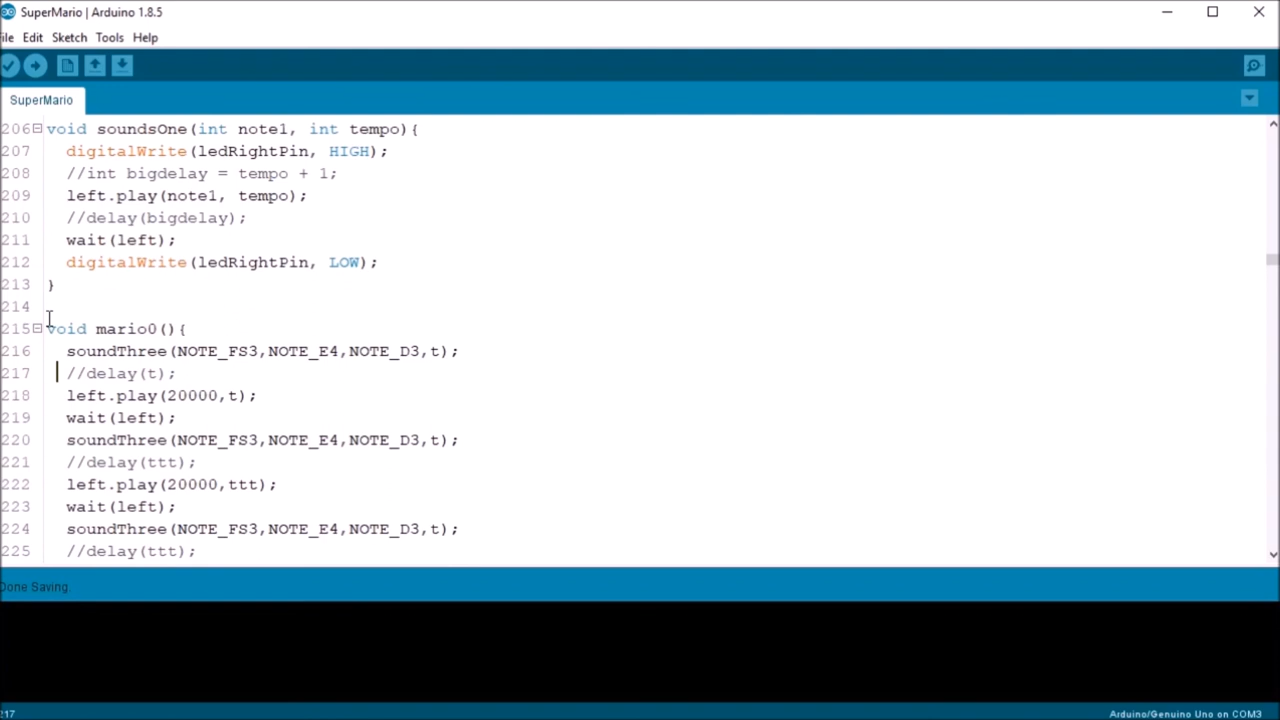 SuperMario | Arduino 1.8.5
ile Edit Sketch Tools Help
SuperMario
206 void soundsOne(int note1, int tempo){
207 digitalWrite(ledRightPin, HIGH);
208 //int bigdelay = tempo + 1;
209 left.play(note1, tempo);
210 //delay(bigdelay);
211 wait(left);
212 digitalWrite(ledRightPin, LOW);
213 }
214
215 void mario0(){
216 soundThree(NOTE_FS3,NOTE_E4,NOTE_D3,t);
217 //delay(t);
218 left.play(20000,t);
219 wait(left);
220 soundThree(NOTE_FS3,NOTE_E4,NOTE_D3,t);
221 //delay(ttt);
222 left.play(20000,ttt);
223 wait(left);
224 soundThree(NOTE_FS3,NOTE_E4,NOTE_D3,t);
225 //delay(ttt);
Done Saving.
217 Arduino/Genuino Uno on COM3